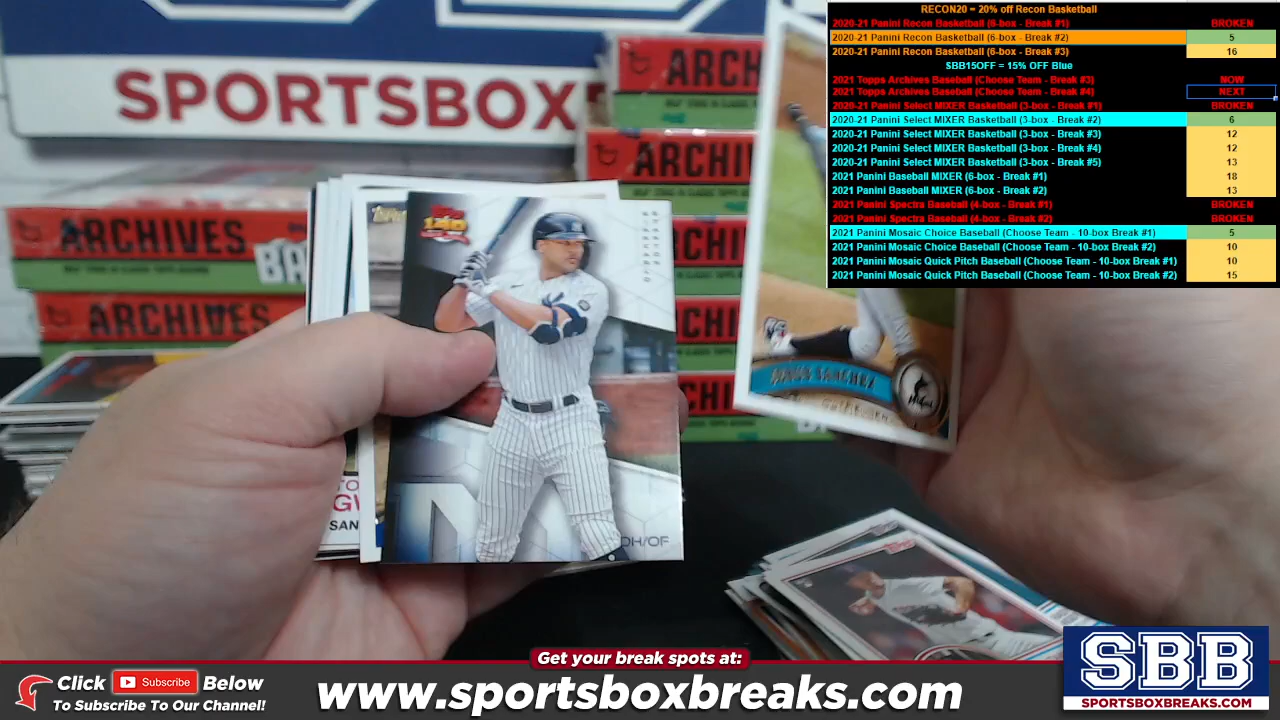 RECON20 = 20% off Recon Basketball
2020-21 Panini Recon Basketball (6-box - Break #1) BROKEN
2020-21 Panini Recon Basketball (6-box - Break #2) 5
2020-21 Panini Recon Basketball (6-box - Break #3) 16
SBB15OFF = 15% OFF Blue
2021 Topps Archives Baseball (Choose Team - Break #3) NOW
2021 Topps Archives Baseball (Choose Team - Break #4) NEXT
2020-21 Panini Select MIXER Basketball (3-box - Break #1) BROKEN
2020-21 Panini Select MIXER Basketball (3-box - Break #2) 6
2020-21 Panini Select MIXER Basketball (3-box - Break #3) 12
2020-21 Panini Select MIXER Basketball (3-box - Break #4) 12
2020-21 Panini Select MIXER Basketball (3-box - Break #5) 13
2021 Panini Baseball MIXER (6-box - Break #1) 18
2021 Panini Baseball MIXER (6-box - Break #2) 13
2021 Panini Spectra Baseball (4-box - Break #1) BROKEN
2021 Panini Spectra Baseball (4-box - Break #2) BROKEN
2021 Panini Mosaic Choice Baseball (Choose Team - 10-box Break #1) 5
2021 Panini Mosaic Choice Baseball (Choose Team - 10-box Break #2) 10
2021 Panini Mosaic Quick Pitch Baseball (Choose Team - 10-box Break #1) 10
2021 Panini Mosaic Quick Pitch Baseball (Choose Team - 10-box Break #2) 15
SPORTSBOX
ARCH
ARCHIV
ARCHIVES
BA
ARCHIVES
CHI
Topps
SANCHEZ
DH/OF
SAN
Topps
Get your break spots at:
Click Subscribe Below
To Subscribe To Our Channel!
www.sportsboxbreaks.com
SBB
SPORTSBOXBREAKS.COM